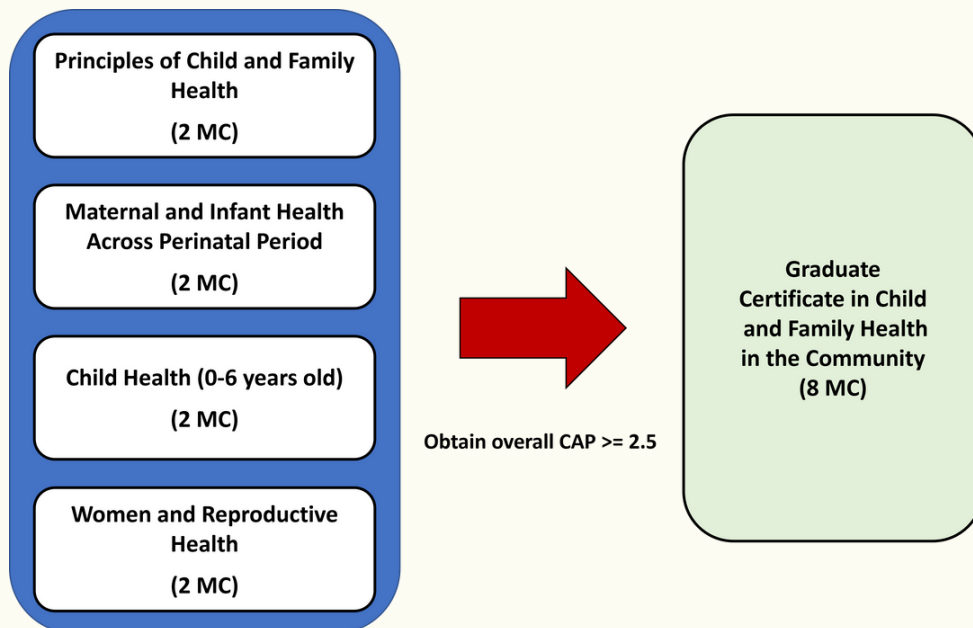 Principles of Child and Family
Health
(2 MC)
Maternal and Infant Health
Across Perinatal Period
(2 MC)
Child Health (0-6 years old)
(2 MC)
Women and Reproductive
Health
(2 MC)
Obtain overall CAP >= 2.5
Graduate
Certificate in Child
and Family Health
in the Community
(8 MC)